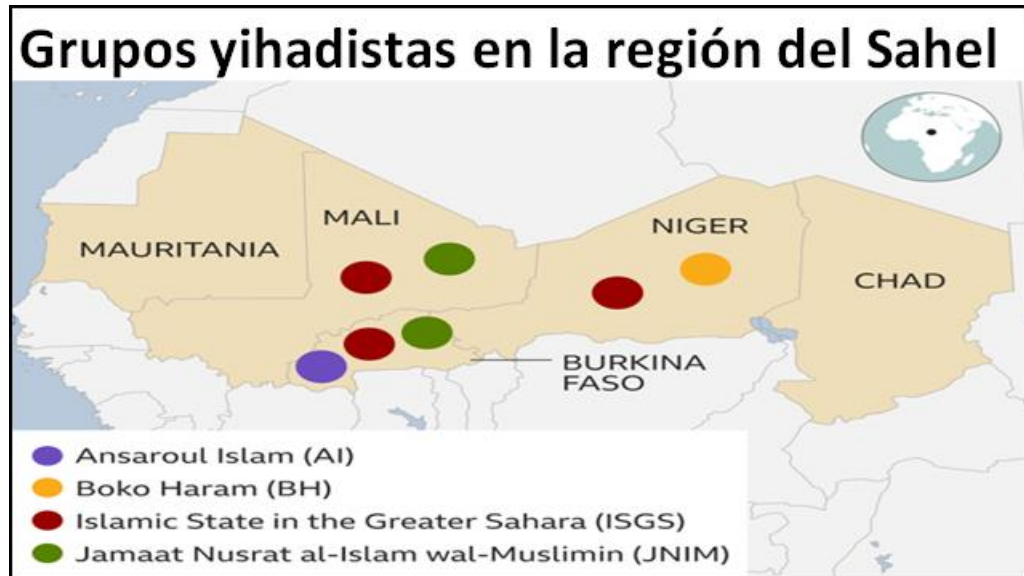 Grupos yihadistas en la región del Sahel
MALI
NIGER
MAURITANIA
CHAD
BURKINA
FASO
Ansaroul Islam (AI)
Boko Haram (BH)
Islamic State in the Greater Sahara (ISGS)
Jamaat Nusrat al-Islam wal-Muslimin (JNIM)